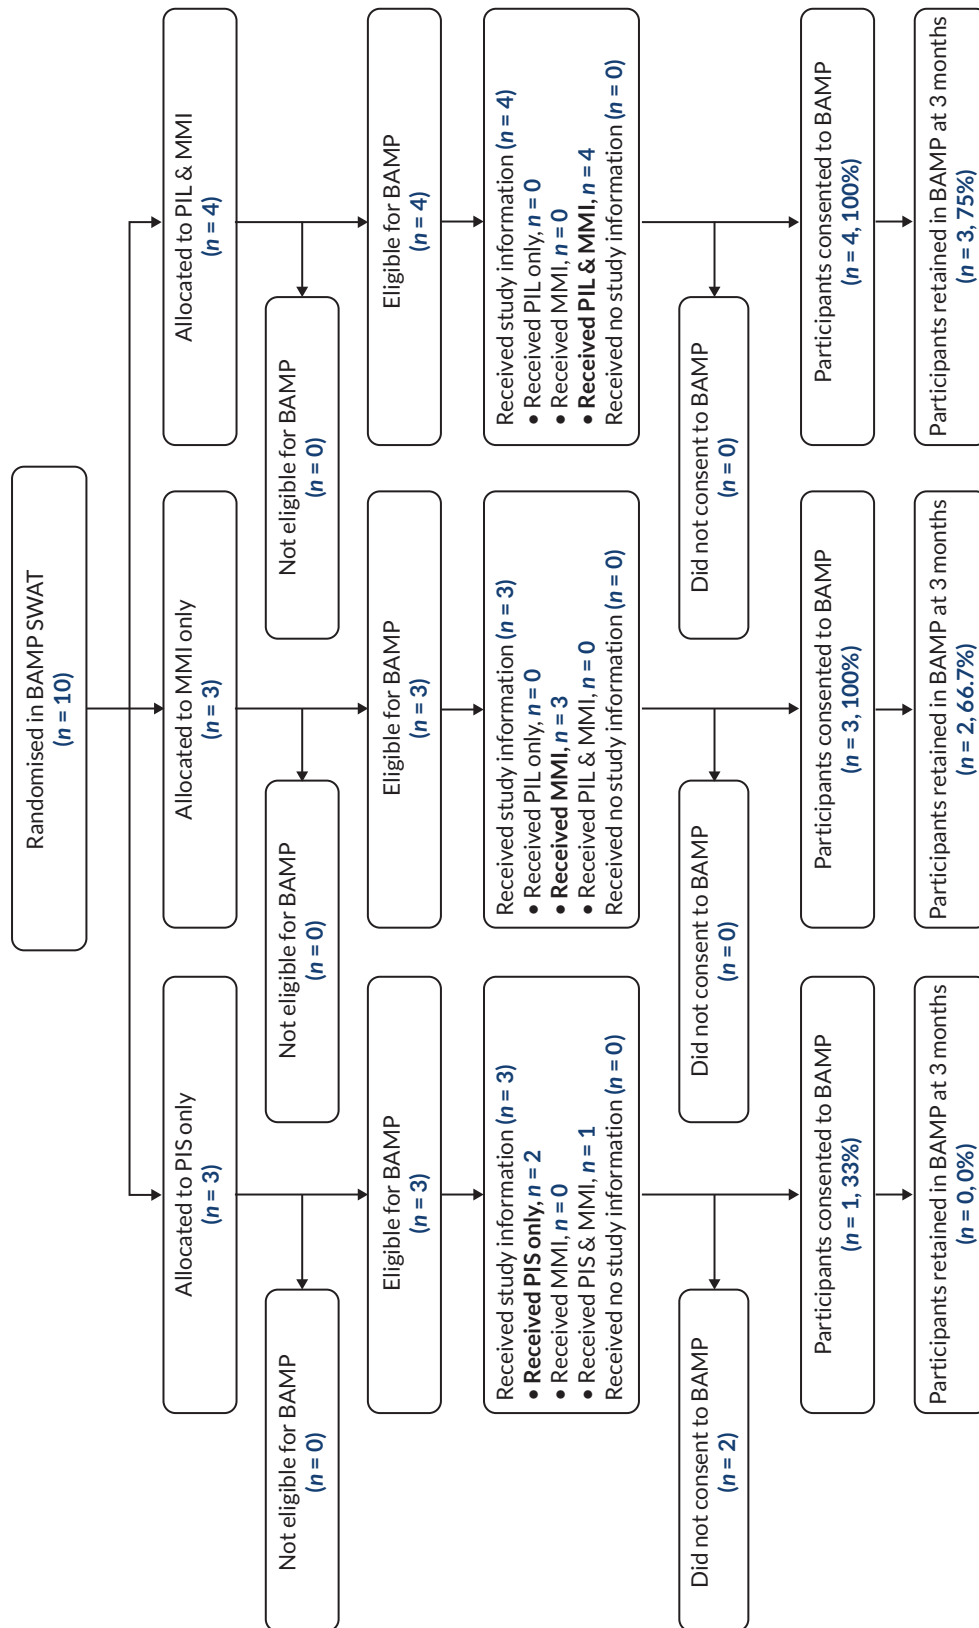 Randomised in BAMP SWAT
(n = 10)
Allocated to PIS only
(n = 3)
Allocated to MMI only
(n = 3)
Allocated to PIL & MMI
(n = 4)
Not eligible for BAMP
(n = 0)
Not eligible for BAMP
(n = 0)
Not eligible for BAMP
(n = 0)
Eligible for BAMP
(n = 3)
Eligible for BAMP
(n = 3)
Eligible for BAMP
(n = 4)
Received study information (n = 3)
• Received PIS only, n = 2
• Received MMI, n = 0
• Received PIS & MMI, n = 1
Received no study information (n = 0)
Received study information (n = 3)
• Received PIL only, n = 0
• Received MMI, n = 3
• Received PIL & MMI, n = 0
Received no study information (n = 0)
Received study information (n = 4)
• Received PIL only, n = 0
• Received MMI, n = 0
• Received PIL & MMI, n = 4
Received no study information (n = 0)
Did not consent to BAMP
(n = 2)
Did not consent to BAMP
(n = 0)
Did not consent to BAMP
(n = 0)
Participants consented to BAMP
(n = 1, 33%)
Participants consented to BAMP
(n = 3, 100%)
Participants consented to BAMP
(n = 4, 100%)
Participants retained in BAMP at 3 months
(n = 0, 0%)
Participants retained in BAMP at 3 months
(n = 2, 66.7%)
Participants retained in BAMP at 3 months
(n = 3, 75%)